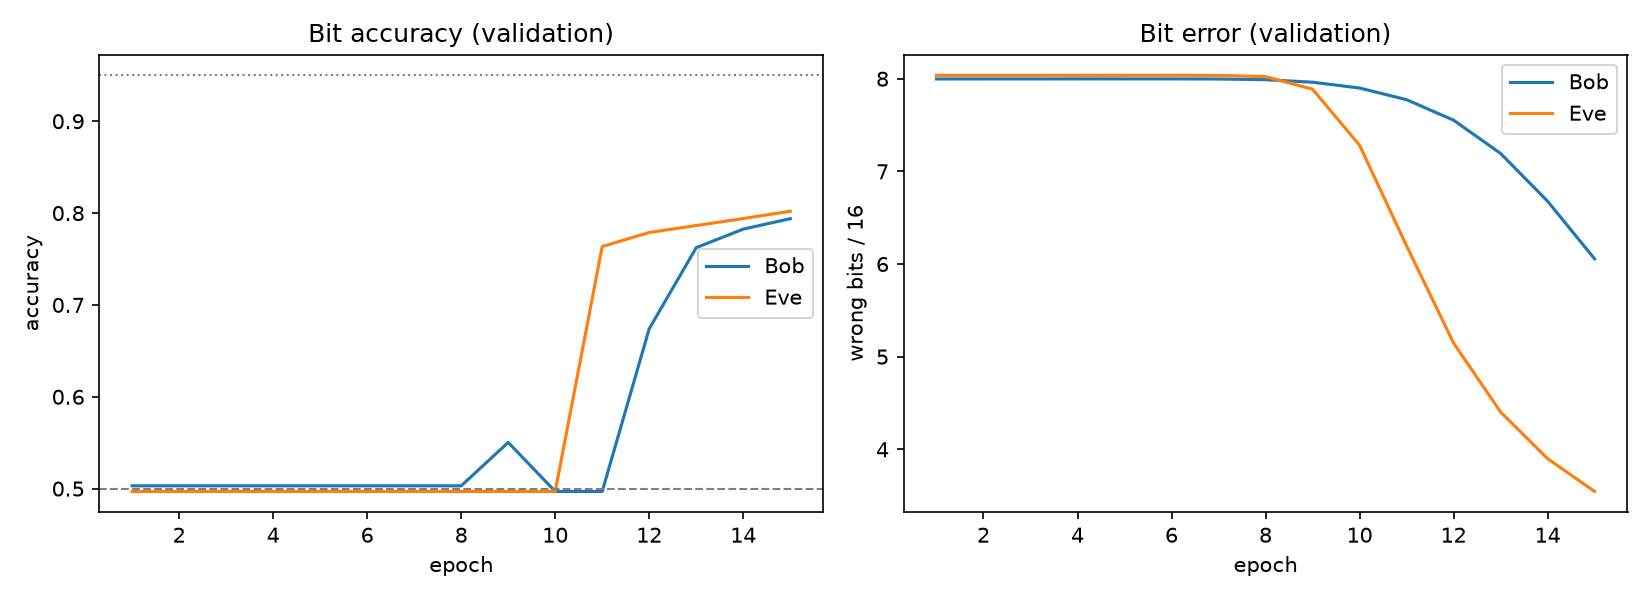 Bit accuracy (validation)
accuracy
0.9
0.8
0.7
0.6
0.5
Bob
Eve
2 4 6 8 10 12 14
epoch
Bit error (validation)
wrong bits / 16
8
7
6
5
4
Bob
Eve
2 4 6 8 10 12 14
epoch